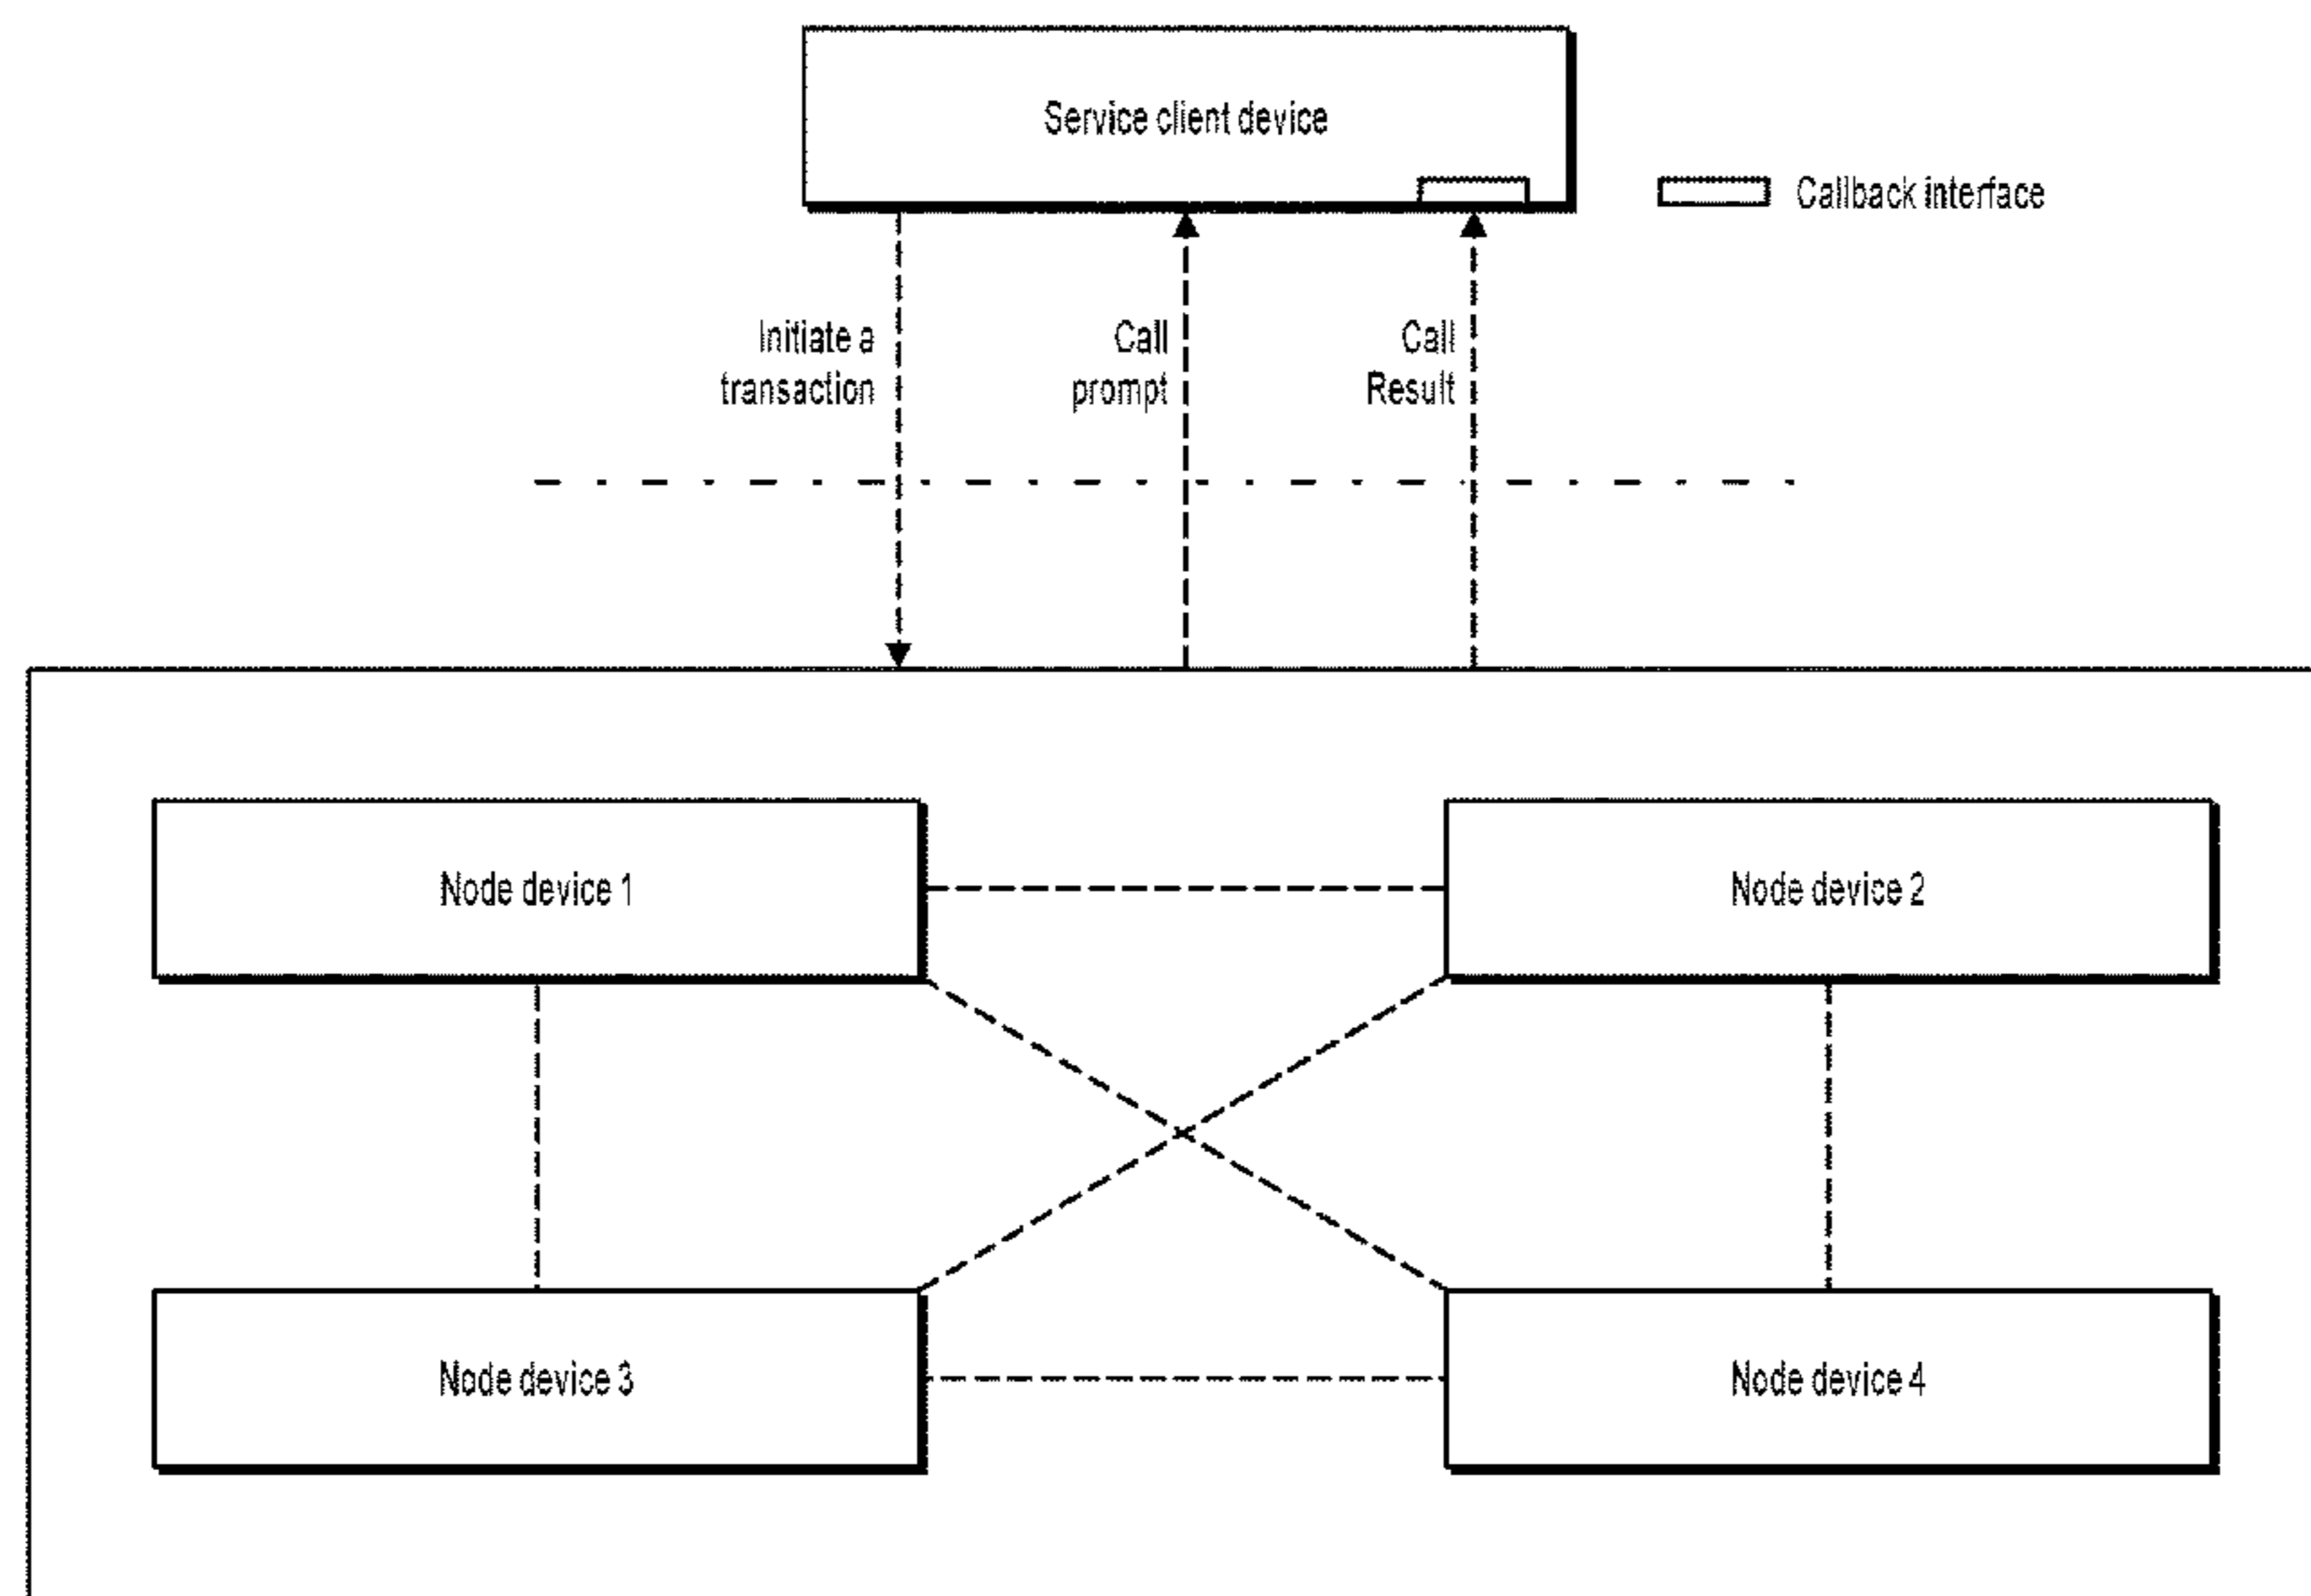 Service client device
Callback interface
Initiate a
transaction
Call
prompt
Call
Result
Node device 1
Node device 2
Node device 3
Node device 4